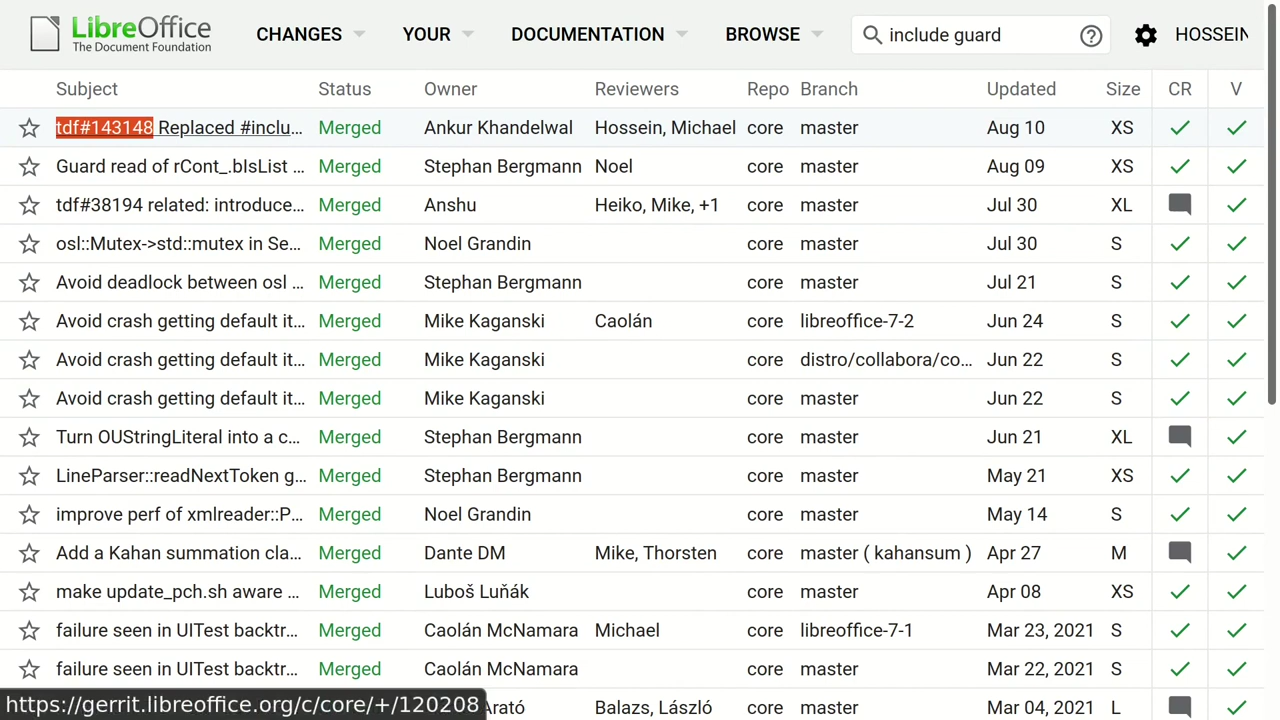 LibreOffice
The Document Foundation
CHANGES YOUR DOCUMENTATION BROWSE include guard HOSSEIN
Subject Status Owner Reviewers Repo Branch Updated Size CR V
tdf#143148 Replaced #inclu... Merged Ankur Khandelwal Hossein, Michael core master Aug 10 XS
Guard read of rCont_.bIsList ... Merged Stephan Bergmann Noel core master Aug 09 XS
tdf#38194 related: introduce... Merged Anshu Heiko, Mike, +1 core master Jul 30 XL
osl::Mutex->std::mutex in Se... Merged Noel Grandin core master Jul 30 S
Avoid deadlock between osl ... Merged Stephan Bergmann core master Jul 21 S
Avoid crash getting default it... Merged Mike Kaganski Caolán core libreoffice-7-2 Jun 24 S
Avoid crash getting default it... Merged Mike Kaganski core distro/collabora/co... Jun 22 S
Avoid crash getting default it... Merged Mike Kaganski core master Jun 22 S
Turn OUStringLiteral into a c... Merged Stephan Bergmann core master Jun 21 XL
LineParser::readNextToken g... Merged Stephan Bergmann core master May 21 XS
improve perf of xmlreader::P... Merged Noel Grandin core master May 14 S
Add a Kahan summation cla... Merged Dante DM Mike, Thorsten core master ( kahansum ) Apr 27 M
make update_pch.sh aware ... Merged Luboš Luňák core master Apr 08 XS
failure seen in UITest backtr... Merged Caolán McNamara Michael core libreoffice-7-1 Mar 23, 2021 S
failure seen in UITest backtr... Merged Caolán McNamara core master Mar 22, 2021 S
https://gerrit.libreoffice.org/c/core/+/120208 Arató Balazs, László core master Mar 04, 2021 L